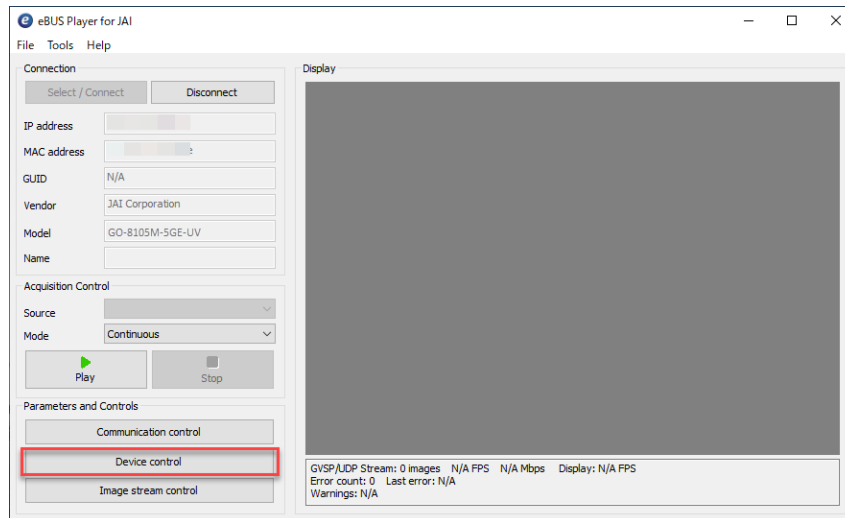 eBUS Player for JAI
File Tools Help
Connection
Select / Connect Disconnect
IP address
MAC address
GUID N/A
Vendor JAI Corporation
Model GO-8105M-5GE-UV
Name
Acquisition Control
Source
Mode Continuous
Play Stop
Parameters and Controls
Communication control
Device control
Image stream control
Display
GVSP/UDP Stream: 0 images N/A FPS N/A Mbps Display: N/A FPS
Error count: 0 Last error: N/A
Warnings: N/A